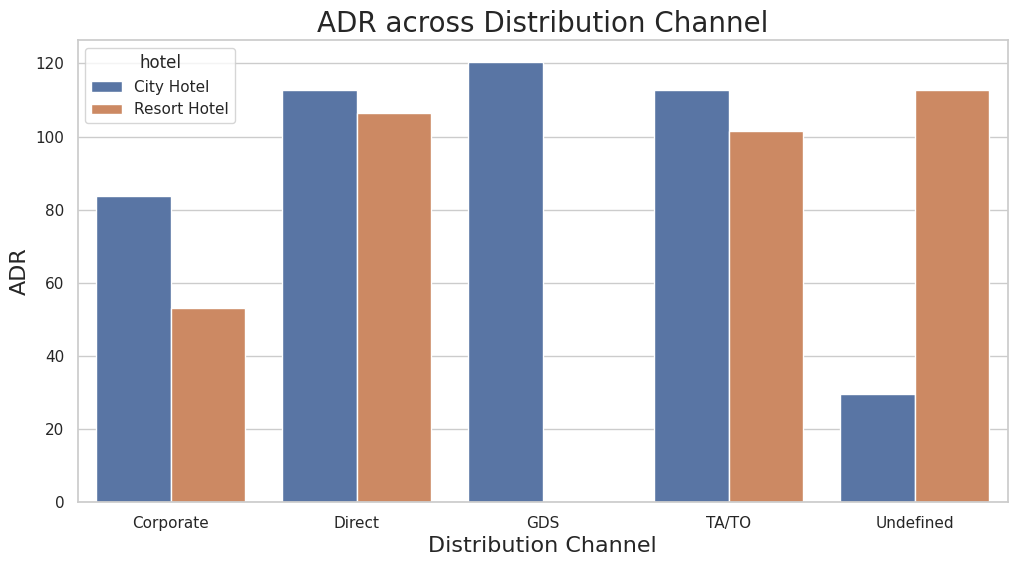 ADR across Distribution Channel
hotel
City Hotel
Resort Hotel
ADR
120
100
80
60
40
20
0
Corporate
Direct
GDS
TA/TO
Undefined
Distribution Channel